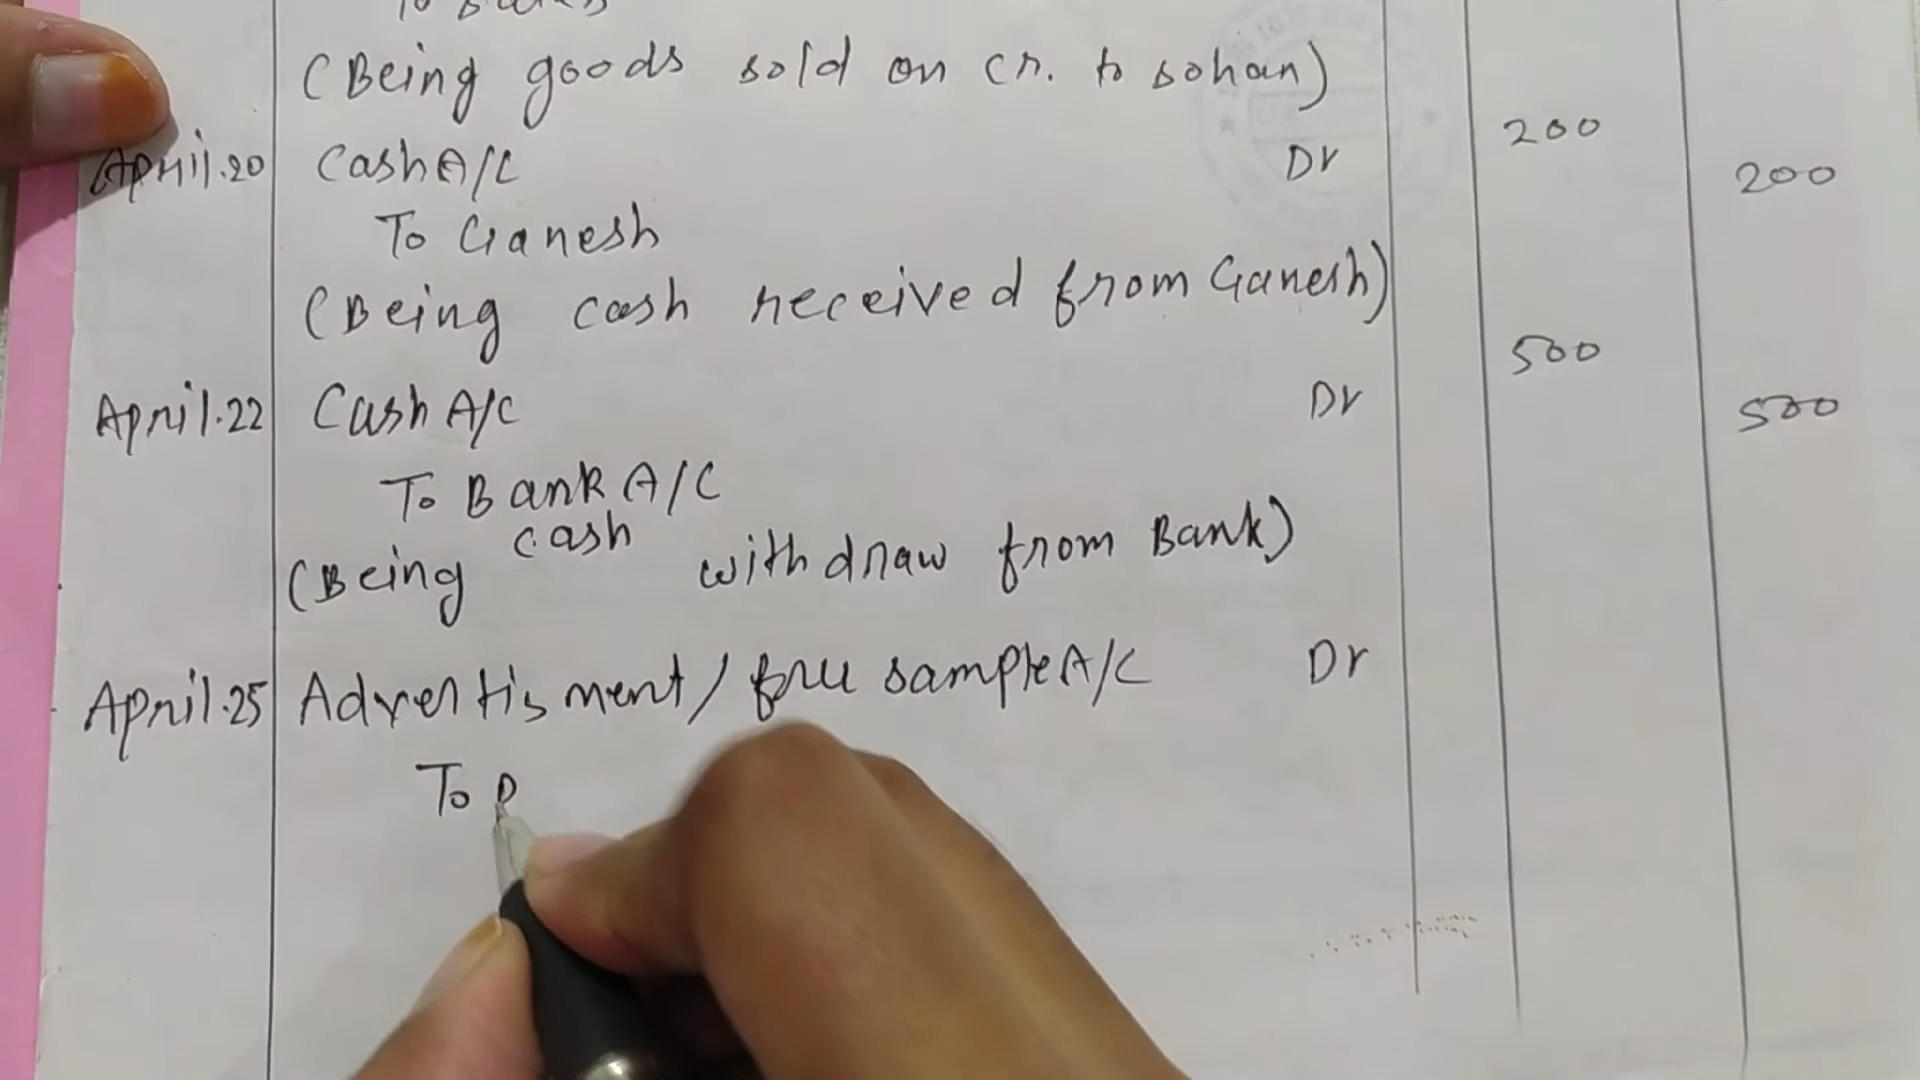 (Being goods sold on Cr. to sohan)
April.20 Cash A/C Dr 200
To Ganesh 200
(Being cash received from Ganesh)
April.22 Cash A/C Dr 500
To Bank A/C 500
(Being cash withdraw from Bank)
April.25 Advertisment/free sample A/C Dr
To P